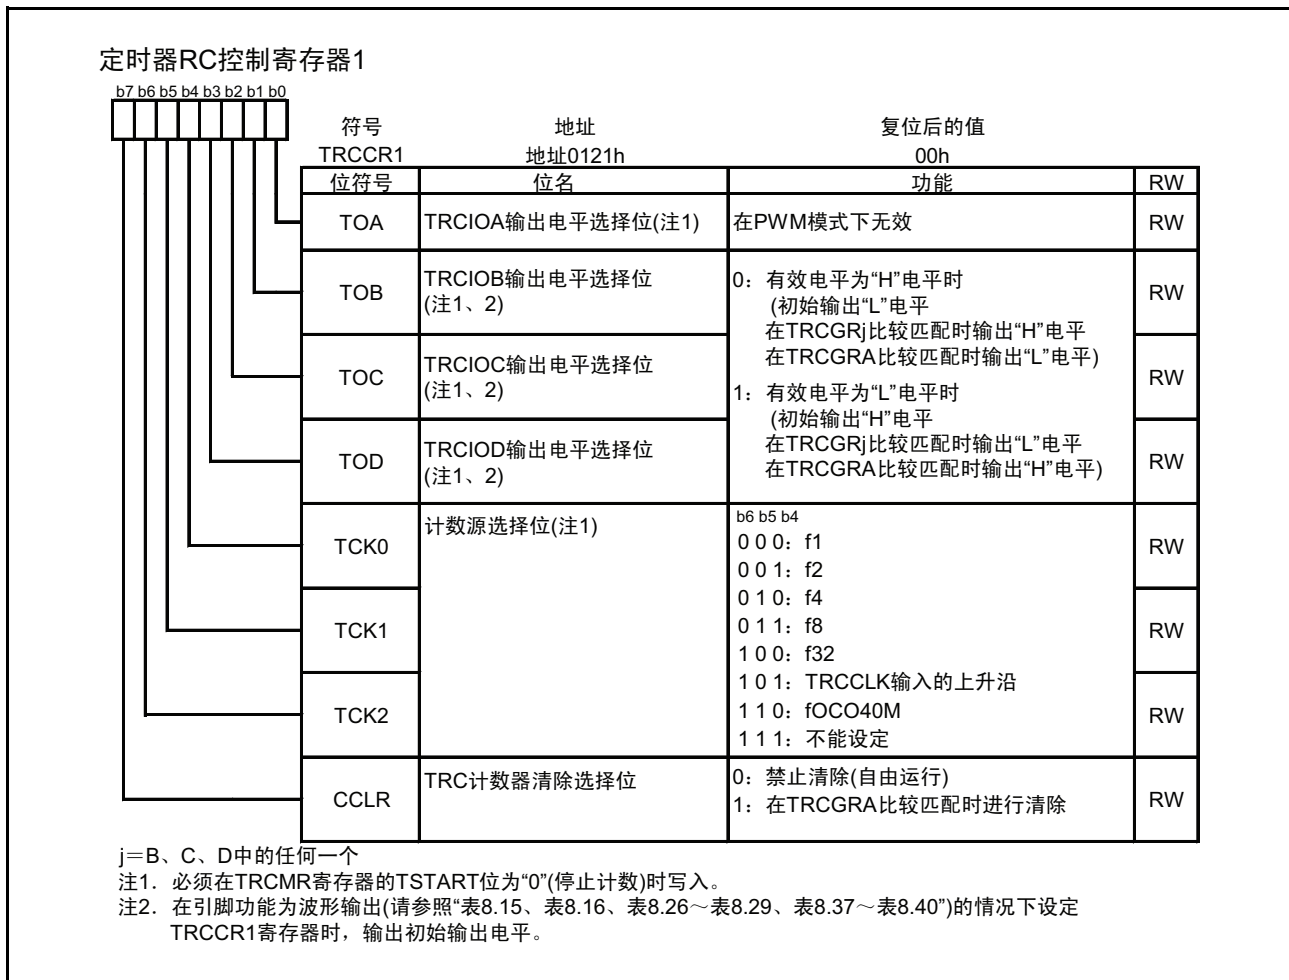 定时器RC控制寄存器1
b7 b6 b5 b4 b3 b2 b1 b0
符号 地址 复位后的值
TRCCR1 地址0121h 00h
位符号 位名 功能 RW
TOA TRCIOA输出电平选择位(注1) 在PWM模式下无效 RW
TOB TRCIOB输出电平选择位
(注1、2)
RW
TOC TRCIOC输出电平选择位
(注1、2)
RW
TOD TRCIOD输出电平选择位
(注1、2)
RW
0：有效电平为“H”电平时
(初始输出“L”电平
在TRCGRj比较匹配时输出“H”电平
在TRCGRA比较匹配时输出“L”电平)
1：有效电平为“L”电平时
(初始输出“H”电平
在TRCGRj比较匹配时输出“L”电平
在TRCGRA比较匹配时输出“H”电平)
TCK0 计数源选择位(注1) RW
TCK1 RW
TCK2 RW
b6 b5 b4
0 0 0：f1
0 0 1：f2
0 1 0：f4
0 1 1：f8
1 0 0：f32
1 0 1：TRCCLK输入的上升沿
1 1 0：fOCO40M
1 1 1：不能设定
CCLR TRC计数器清除选择位 RW
0：禁止清除(自由运行)
1：在TRCGRA比较匹配时进行清除
j＝B、C、D中的任何一个
注1．必须在TRCMR寄存器的TSTART位为“0”(停止计数)时写入。
注2．在引脚功能为波形输出(请参照“表8.15、表8.16、表8.26～表8.29、表8.37～表8.40”)的情况下设定
TRCCR1寄存器时，输出初始输出电平。